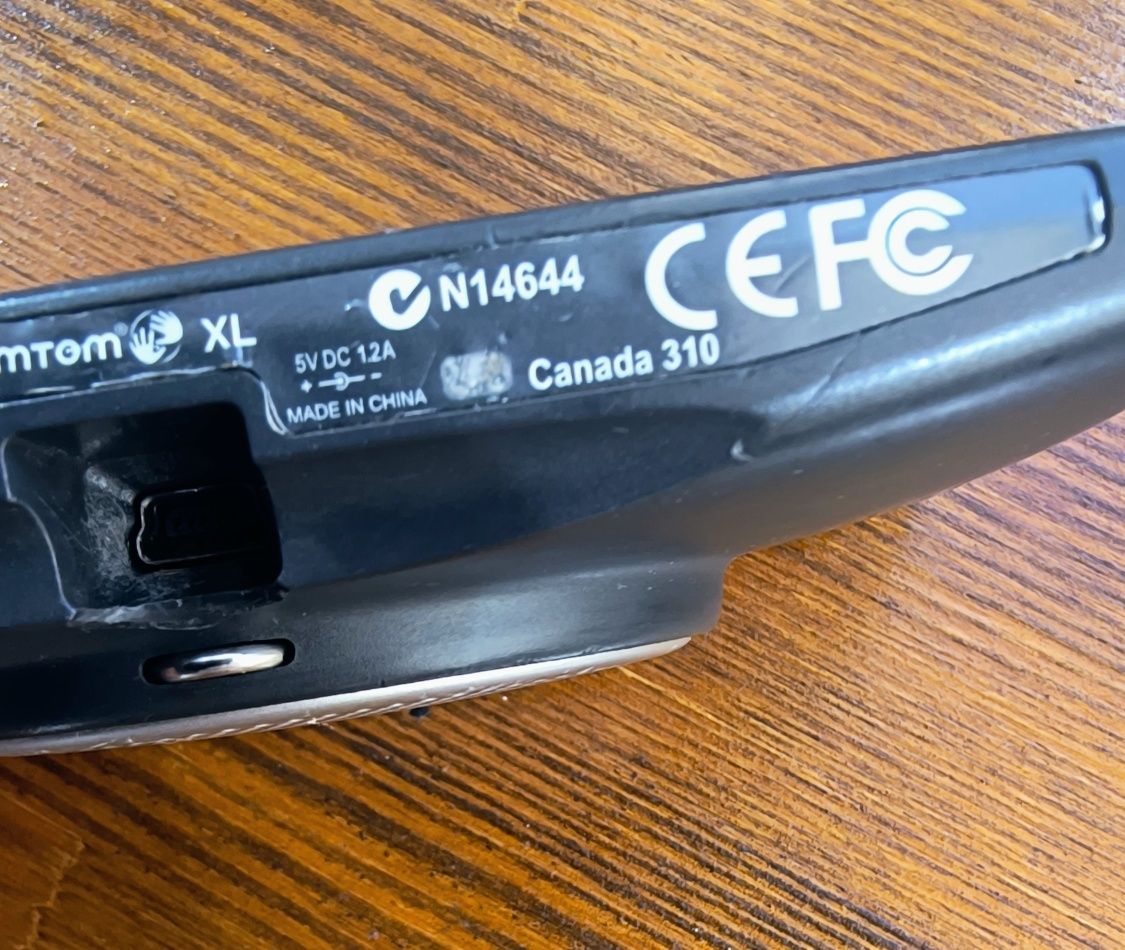 mTOm® XL
N14644
CE FC
5V DC 1.2A
+ -
MADE IN CHINA
Canada 310